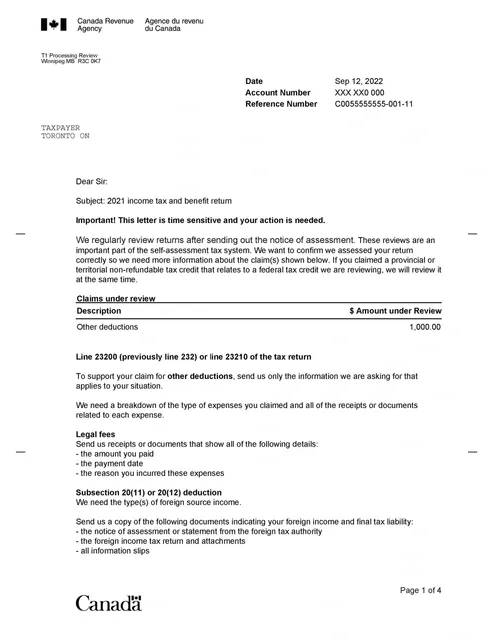 Canada Revenue Agence du revenu
Agency du Canada
T1 Processing Review
Winnipeg MB R3C 0K7
Date Sep 12, 2022
Account Number XXX XX0 000
Reference Number C0055555555-001-11
TAXPAYER
TORONTO ON
Dear Sir:
Subject: 2021 income tax and benefit return
Important! This letter is time sensitive and your action is needed.
We regularly review returns after sending out the notice of assessment. These reviews are an
important part of the self-assessment tax system. We want to confirm we assessed your return
correctly so we need more information about the claim(s) shown below. If you claimed a provincial or
territorial non-refundable tax credit that relates to a federal tax credit we are reviewing, we will review it
at the same time.
Claims under review
Description $ Amount under Review
Other deductions 1,000.00
Line 23200 (previously line 232) or line 23210 of the tax return
To support your claim for other deductions, send us only the information we are asking for that
applies to your situation.
We need a breakdown of the type of expenses you claimed and all of the receipts or documents
related to each expense.
Legal fees
Send us receipts or documents that show all of the following details:
- the amount you paid
- the payment date
- the reason you incurred these expenses
Subsection 20(11) or 20(12) deduction
We need the type(s) of foreign source income.
Send us a copy of the following documents indicating your foreign income and final tax liability:
- the notice of assessment or statement from the foreign tax authority
- the foreign income tax return and attachments
- all information slips
Page 1 of 4
Canada